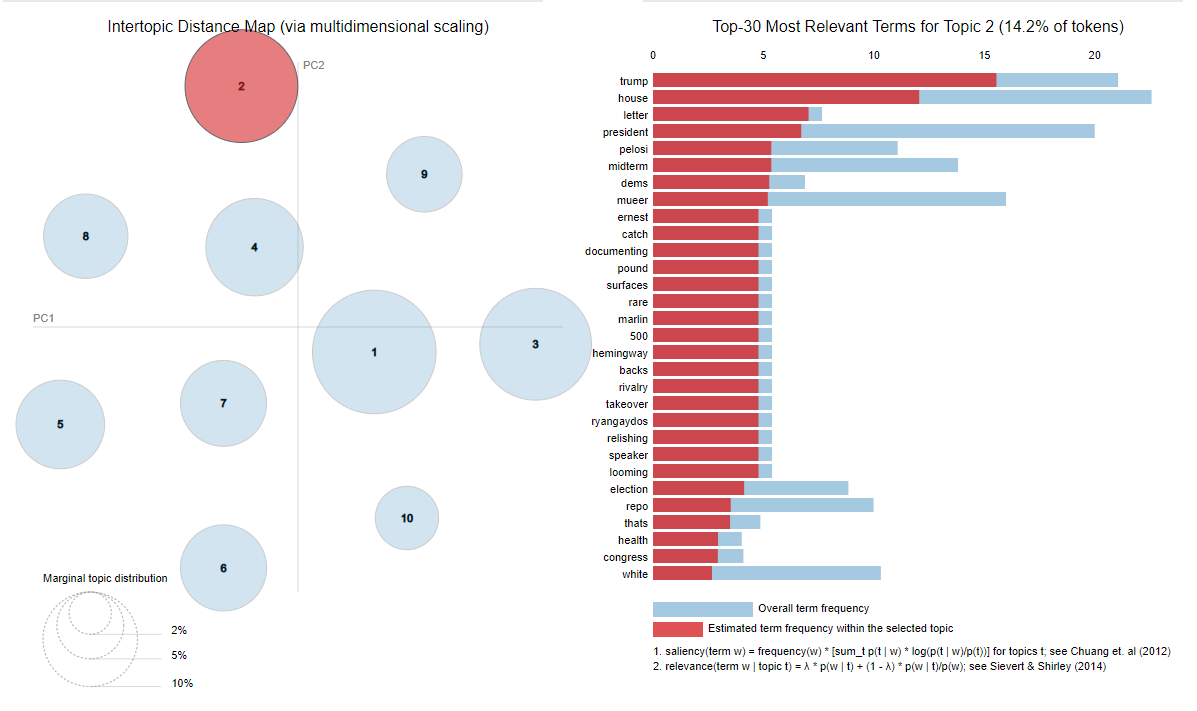 Intertopic Distance Map (via multidimensional scaling)
PC2
2
9
8
4
PC1
1
3
7
5
10
6
Marginal topic distribution
2%
5%
10%
Top-30 Most Relevant Terms for Topic 2 (14.2% of tokens)
0 5 10 15 20
trump
house
letter
president
pelosi
midterm
dems
mueer
ernest
catch
documenting
pound
surfaces
rare
marlin
500
hemingway
backs
rivalry
takeover
ryangaydos
relishing
speaker
looming
election
repo
thats
health
congress
white
Overall term frequency
Estimated term frequency within the selected topic
1. saliency(term w) = frequency(w) * [sum_t p(t | w) * log(p(t | w)/p(t))] for topics t; see Chuang et. al (2012)
2. relevance(term w | topic t) = λ * p(w | t) + (1 - λ) * p(w | t)/p(w); see Sievert & Shirley (2014)